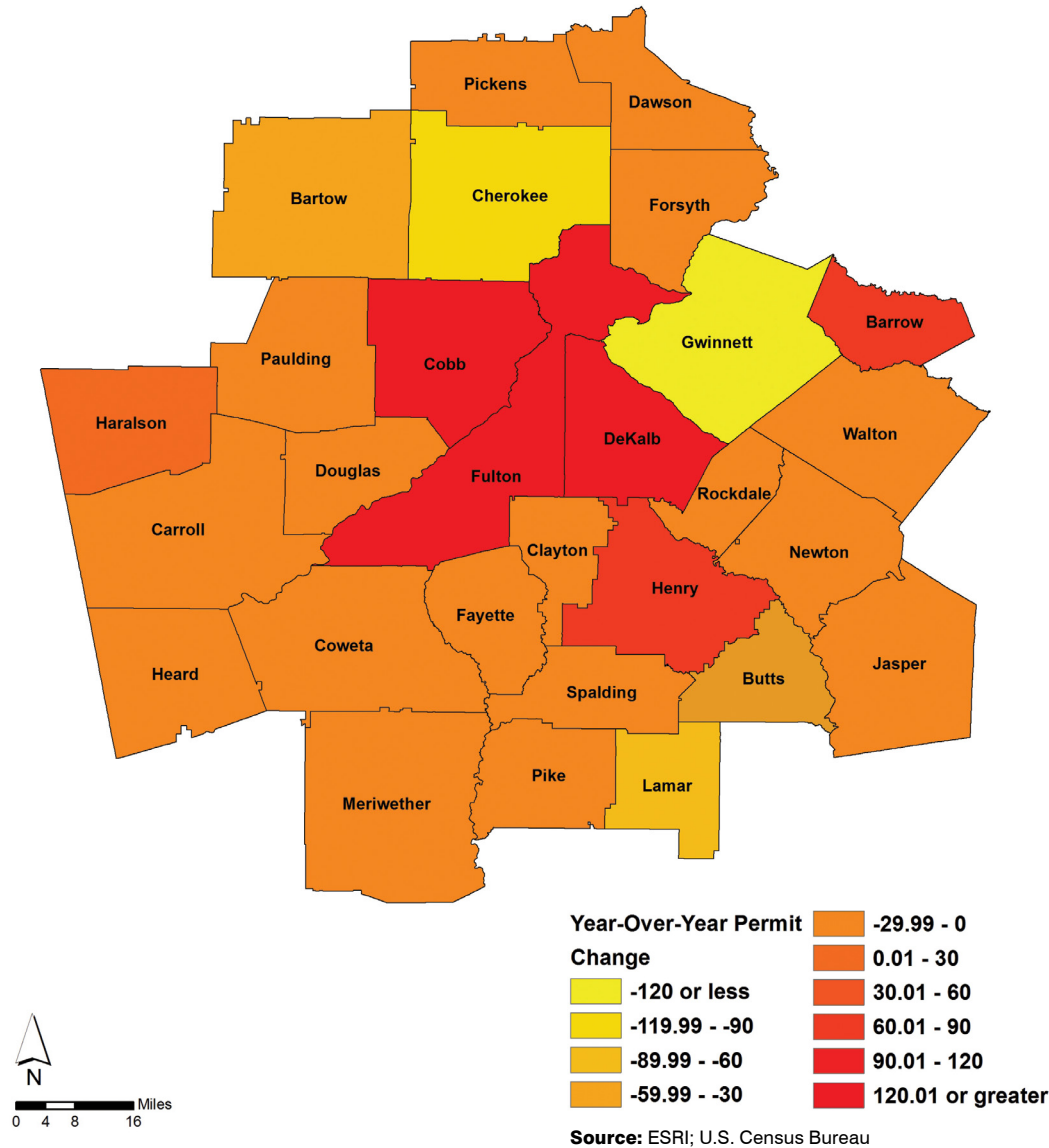 Pickens
Dawson
Bartow
Cherokee
Forsyth
Barrow
Gwinnett
Paulding
Cobb
Haralson
Walton
DeKalb
Douglas
Fulton
Rockdale
Carroll
Clayton
Newton
Henry
Fayette
Coweta
Jasper
Heard
Butts
Spalding
Pike
Lamar
Meriwether
Year-Over-Year Permit
Change
-120 or less
-119.99 - -90
-89.99 - -60
-59.99 - -30
-29.99 - 0
0.01 - 30
30.01 - 60
60.01 - 90
90.01 - 120
120.01 or greater
N
Miles
0 4 8 16
Source: ESRI; U.S. Census Bureau